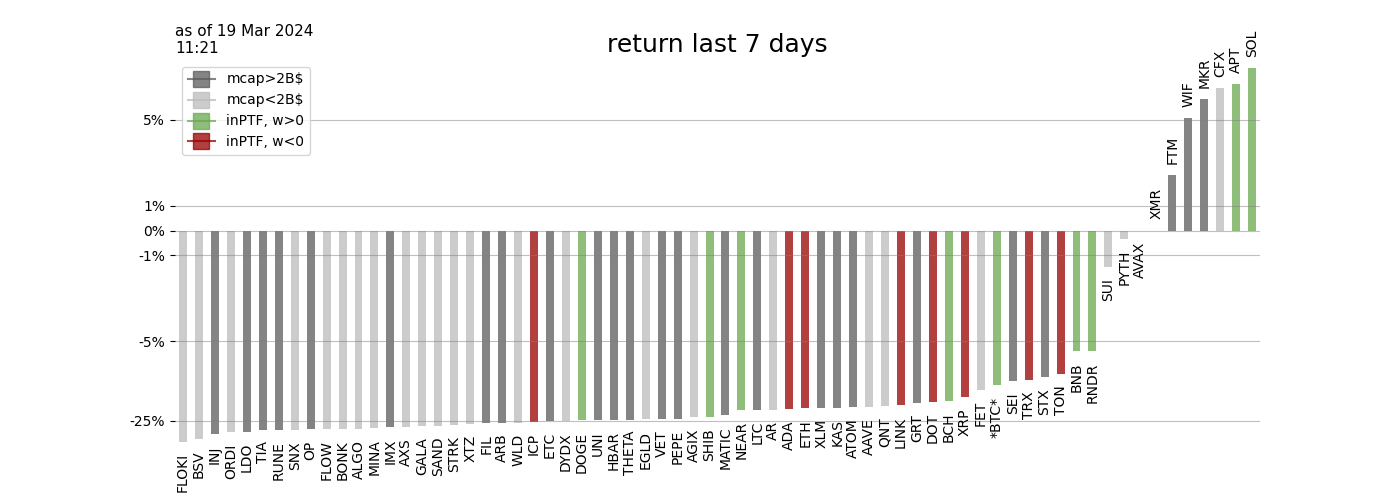 as of 19 Mar 2024
11:21
return last 7 days
mcap>2B$
mcap<2B$
inPTF, w>0
inPTF, w<0
5%
1%
0%
-1%
-5%
-25%
FLOKI
BSV
INJ
ORDI
LDO
TIA
RUNE
SNX
OP
FLOW
BONK
ALGO
MINA
IMX
AXS
GALA
SAND
STRK
XTZ
FIL
ARB
WLD
ICP
ETC
DYDX
DOGE
UNI
HBAR
THETA
EGLD
VET
PEPE
AGIX
SHIB
MATIC
NEAR
LTC
AR
ADA
ETH
XLM
KAS
ATOM
AAVE
QNT
LINK
GRT
DOT
BCH
XRP
FET
*BTC*
SEI
TRX
STX
TON
BNB
RNDR
SUI
PYTH
AVAX
XMR
FTM
WIF
MKR
CFX
APT
SOL